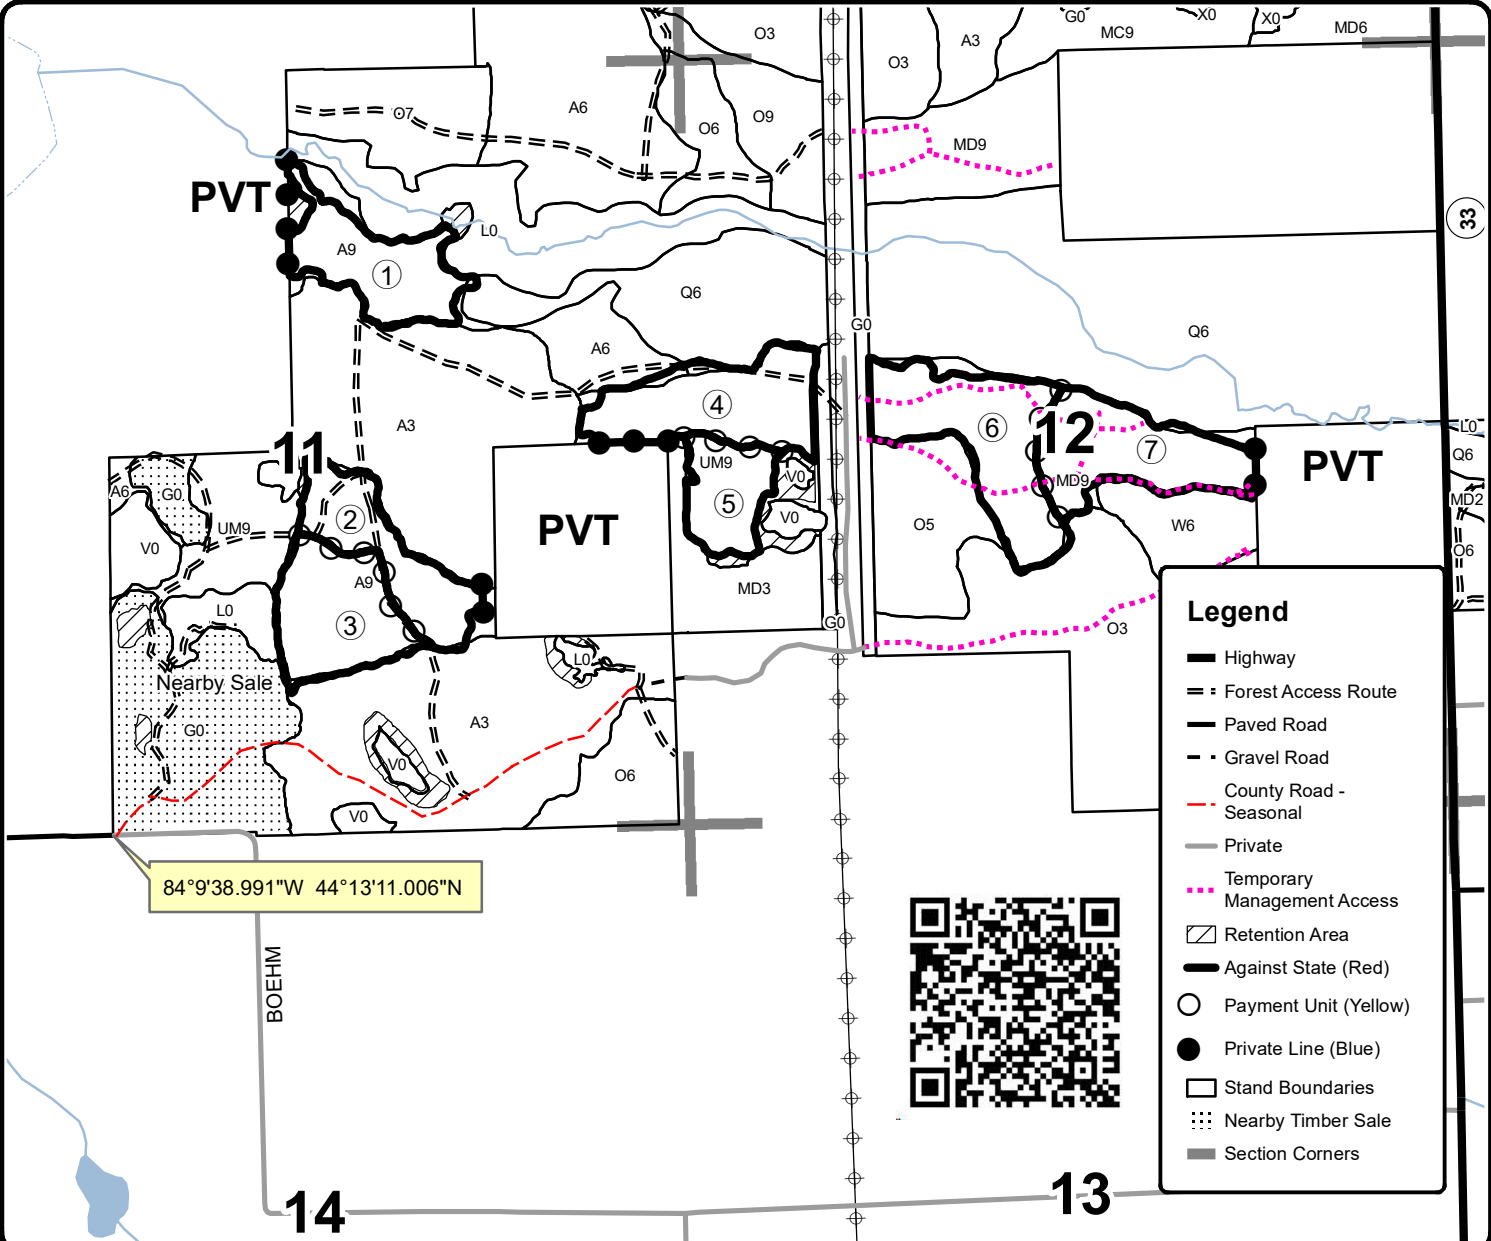 G0
X0
X0
MD6
O3
A3
MC9
O3
O7
A6
O9
O6
MD9
PVT
33
L0
A9
1
Q6
G0
Q6
A6
4
A3
6
12
7
L0
11
UM9
V0
MD9
PVT
Q6
A6
G0
MD2
2
5
V0
UM9
PVT
O5
W6
V0
O6
A9
MD3
L0
3
G0
O3
L0
Nearby Sale
A3
G0
V0
O6
V0
84°9'38.991"W 44°13'11.006"N
BOEHM
14
13
Legend
Highway
Forest Access Route
Paved Road
Gravel Road
County Road -
Seasonal
Private
Temporary
Management Access
Retention Area
Against State (Red)
Payment Unit (Yellow)
Private Line (Blue)
Stand Boundaries
Nearby Timber Sale
Section Corners